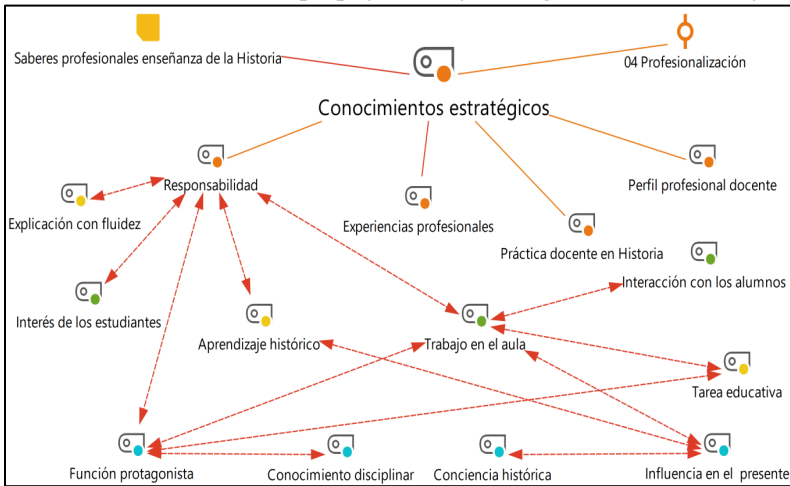 Saberes profesionales enseñanza de la Historia
04 Profesionalización
Conocimientos estratégicos
Responsabilidad
Perfil profesional docente
Explicación con fluidez
Experiencias profesionales
Práctica docente en Historia
Interacción con los alumnos
Interés de los estudiantes
Aprendizaje histórico
Trabajo en el aula
Tarea educativa
Función protagonista
Conocimiento disciplinar
Conciencia histórica
Influencia en el presente